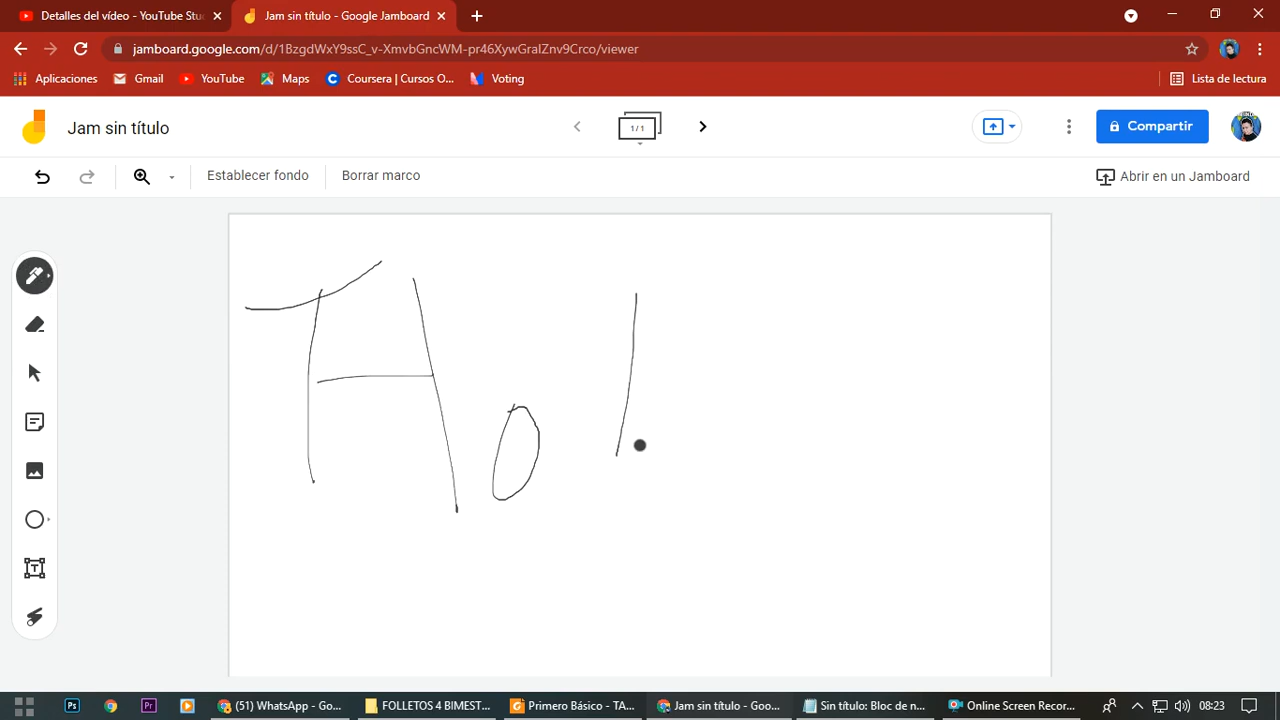 Detalles del vídeo - YouTube Stu
Jam sin título - Google Jamboard
jamboard.google.com/d/1BzgdWxY9ssC_v-XmvbGncWM-pr46XywGraIZnv9Crco/viewer
Aplicaciones
Gmail
YouTube
Maps
Coursera | Cursos O...
Voting
Lista de lectura
Jam sin título
1 / 1
Compartir
Establecer fondo
Borrar marco
Abrir en un Jamboard
Hol
(51) WhatsApp - Go...
FOLLETOS 4 BIMEST...
Primero Básico - TA...
Jam sin título - Goo...
Sin título: Bloc de n...
Online Screen Reco...
08:23